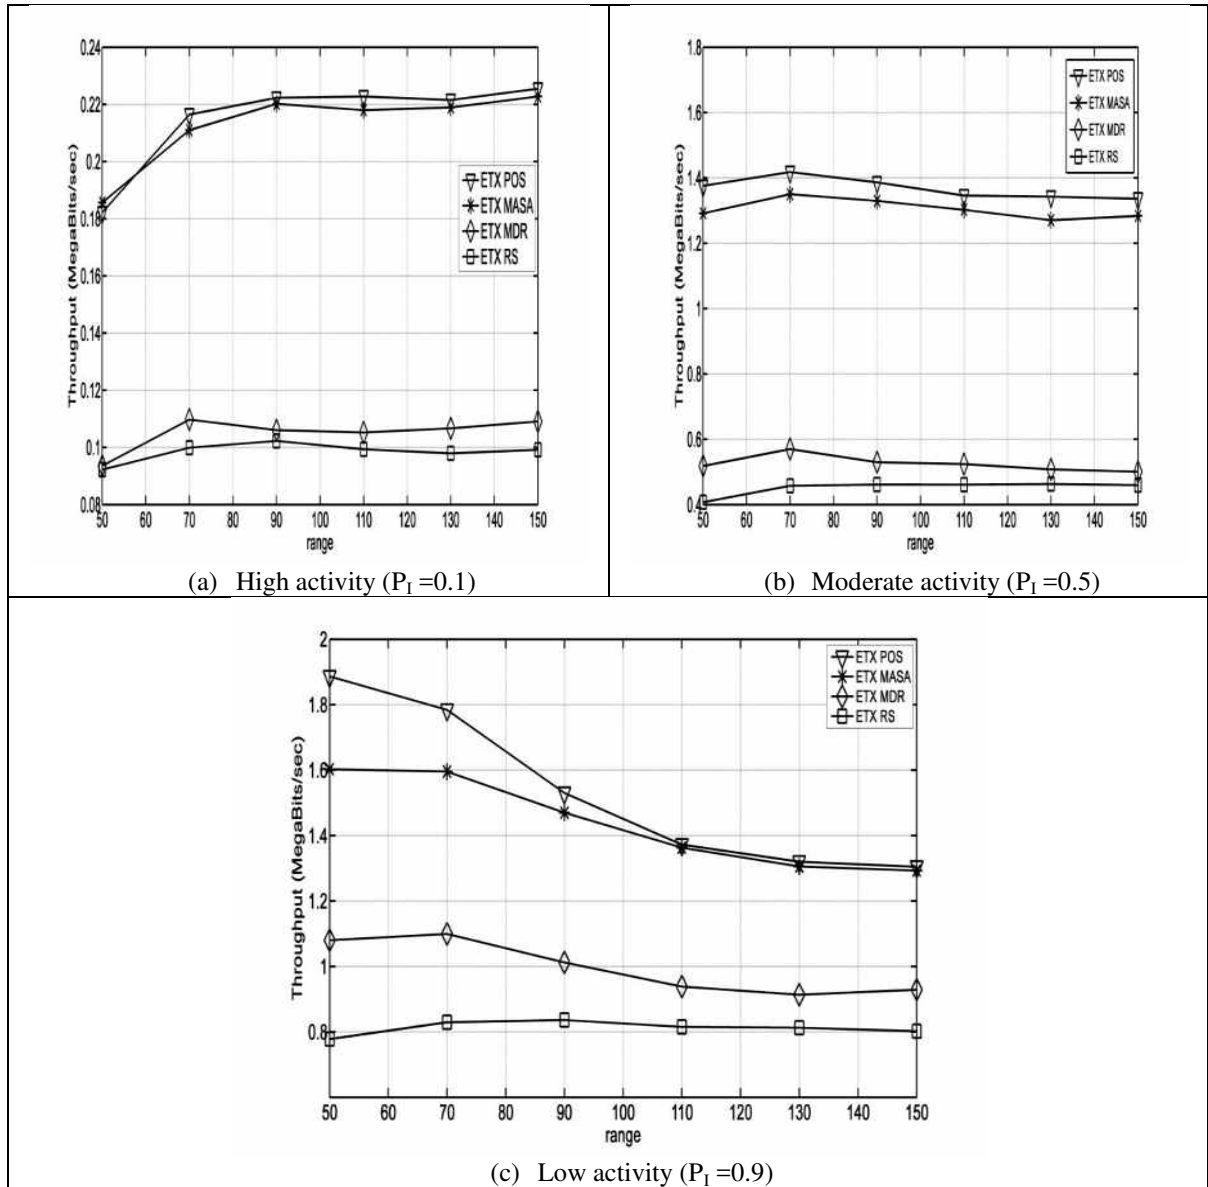 0.24
0.22
0.2
0.18
0.16
0.14
0.12
0.1
0.08
Throughput (MegaBits/sec)
50 60 70 80 90 100 110 120 130 140 150
range
ETX POS
ETX MASA
ETX MDR
ETX RS
(a) High activity (P_I =0.1)
1.8
1.6
1.4
1.2
1
0.8
0.6
0.4
Throughput (MegaBits/sec)
50 60 70 80 90 100 110 120 130 140 150
range
ETX POS
ETX MASA
ETX MDR
ETX RS
(b) Moderate activity (P_I =0.5)
2
1.8
1.6
1.4
1.2
1
0.8
Throughput (MegaBits/sec)
50 60 70 80 90 100 110 120 130 140 150
range
ETX POS
ETX MASA
ETX MDR
ETX RS
(c) Low activity (P_I =0.9)